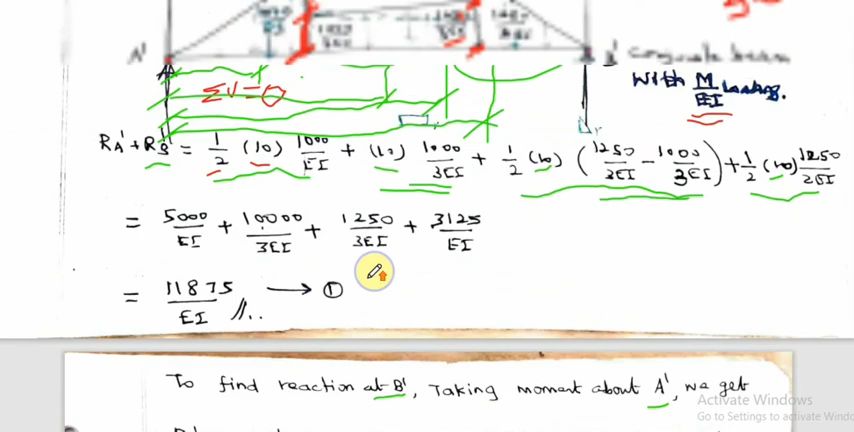 A' B' conjugate beam
with M/EI loading.
ΣV=0
RA' + RB' = 1/2 (10) 1000/EI + (10) 1000/3EI + 1/2 (10) (1250/3EI - 1000/3EI) + 1/2 (10) 1250/2EI
= 5000/EI + 10000/3EI + 1250/3EI + 3125/EI
= 11875/EI //.. → ①
To find reaction at B', Taking moment about A', we get
Activate Windows
Go to Settings to activate Windo